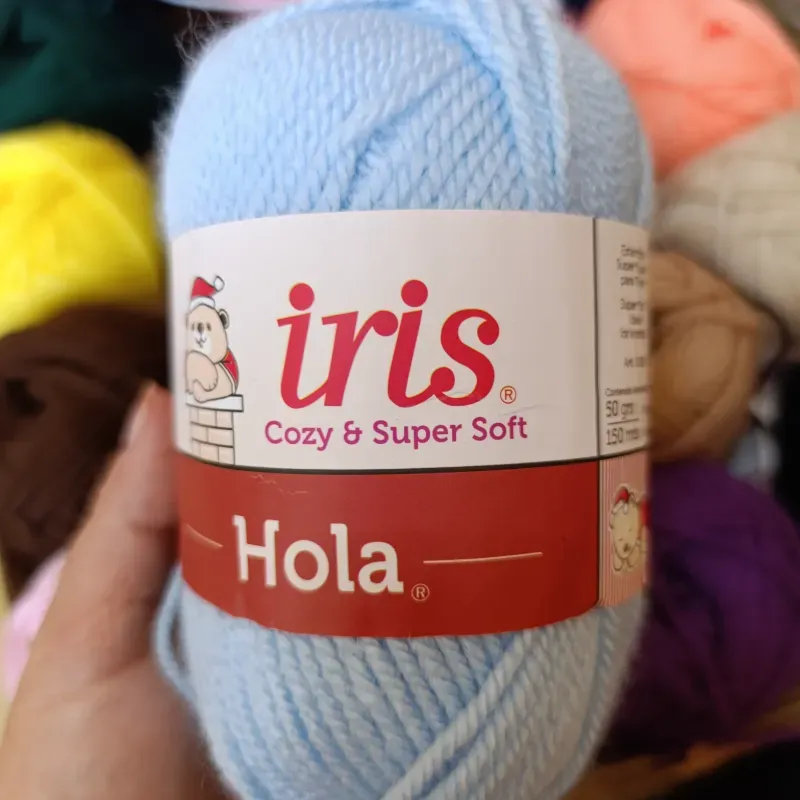 iris®
Cozy & Super Soft
Hola®
50 grs
150 mts